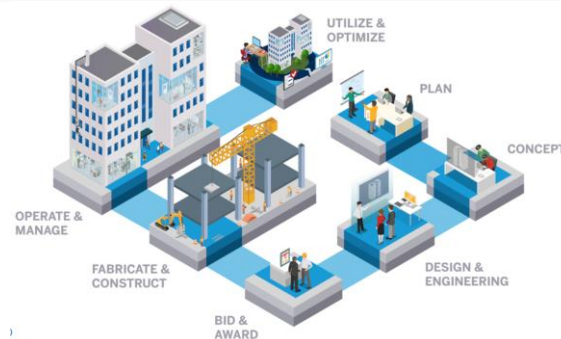 UTILIZE &
OPTIMIZE
PLAN
CONCEPT
OPERATE &
MANAGE
FABRICATE &
CONSTRUCT
DESIGN &
ENGINEERING
BID &
AWARD